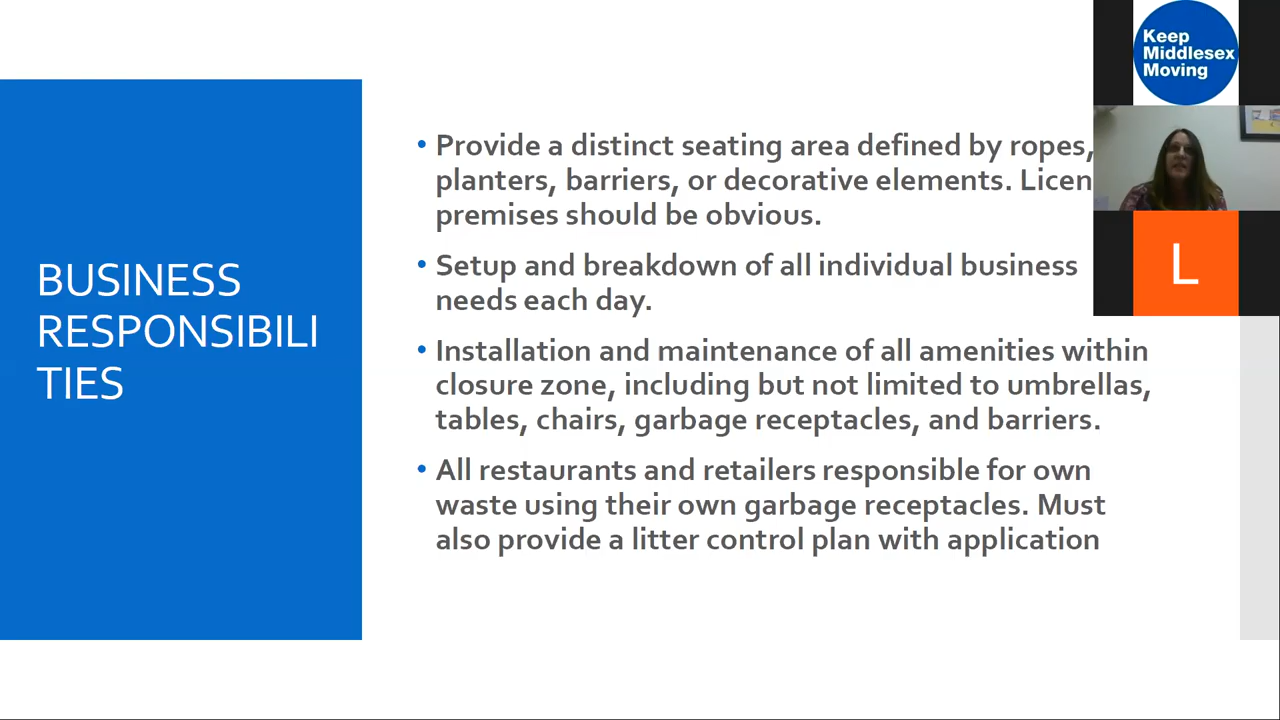 BUSINESS
RESPONSIBILI
TIES
• Provide a distinct seating area defined by ropes,
planters, barriers, or decorative elements. Licen
premises should be obvious.
• Setup and breakdown of all individual business
needs each day.
• Installation and maintenance of all amenities within
closure zone, including but not limited to umbrellas,
tables, chairs, garbage receptacles, and barriers.
• All restaurants and retailers responsible for own
waste using their own garbage receptacles. Must
also provide a litter control plan with application
Keep
Middlesex
Moving
L